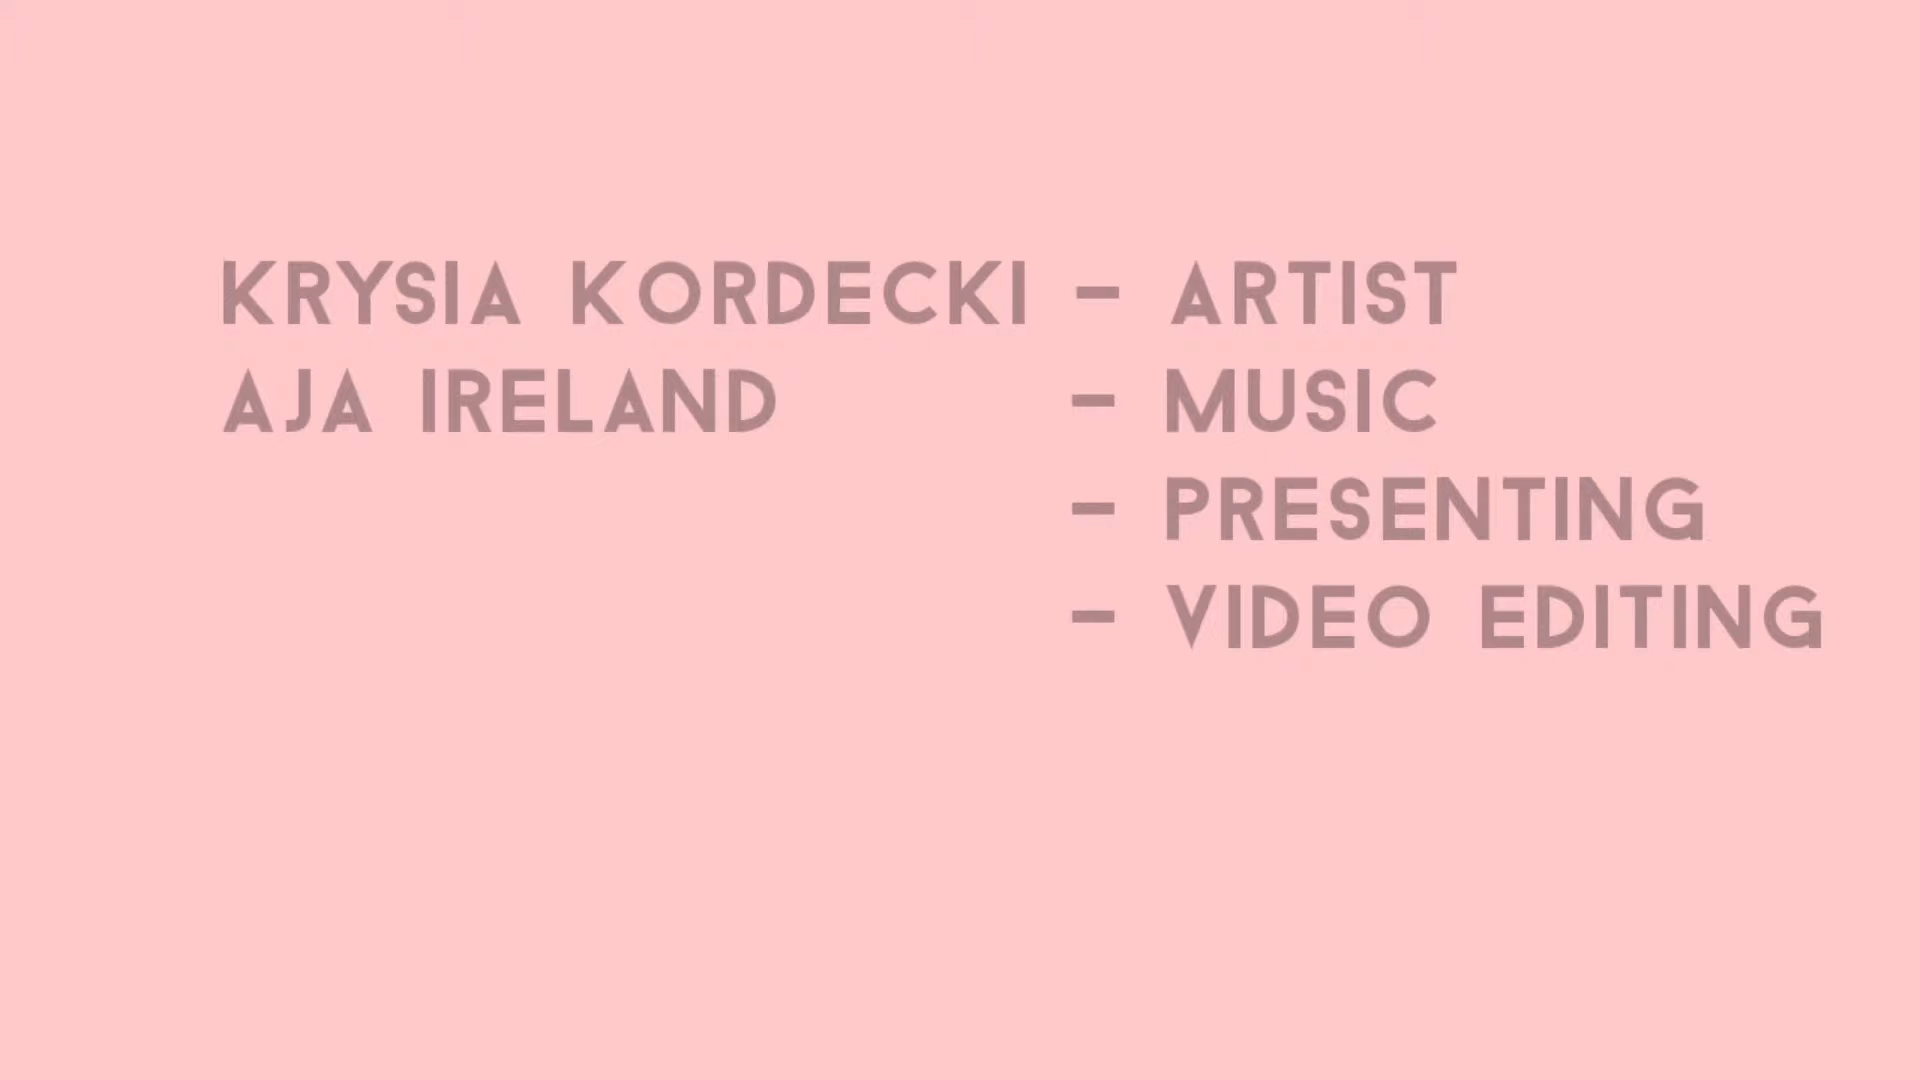 KRYSIA KORDECKI - ARTIST
AJA IRELAND - MUSIC
- PRESENTING
- VIDEO EDITING